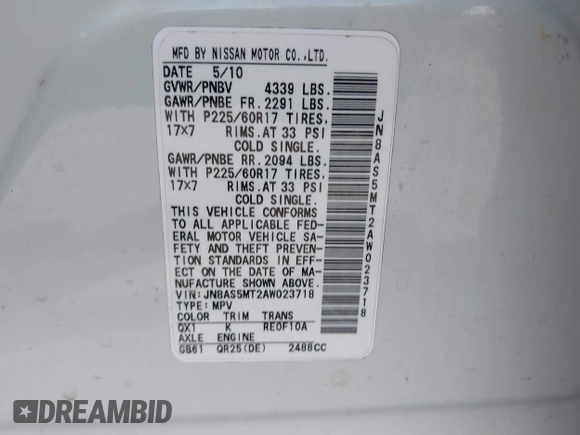 MFD BY NISSAN MOTOR CO.,LTD.
DATE 5/10
GVWR/PNBV 4339 LBS.
GAWR/PNBE FR. 2291 LBS.
WITH P225/60R17 TIRES,
17X7 RIMS.AT 33 PSI
COLD SINGLE.
GAWR/PNBE RR. 2094 LBS.
WITH P225/60R17 TIRES,
17X7 RIMS.AT 33 PSI
COLD SINGLE.
THIS VEHICLE CONFORMS
TO ALL APPLICABLE FED-
ERAL MOTOR VEHICLE SA-
FETY AND THEFT PREVEN-
TION STANDARDS IN EFF-
ECT ON THE DATE OF MA-
NUFACTURE SHOWN ABOVE.
VIN:JN8AS5MT2AW023718
TYPE:MPV
COLOR TRIM TRANS
QX1 K RE0F10A
AXLE ENGINE
GB61 QR25(DE) 2488CC
JN8AS5MT2AW023718
DREAMBID